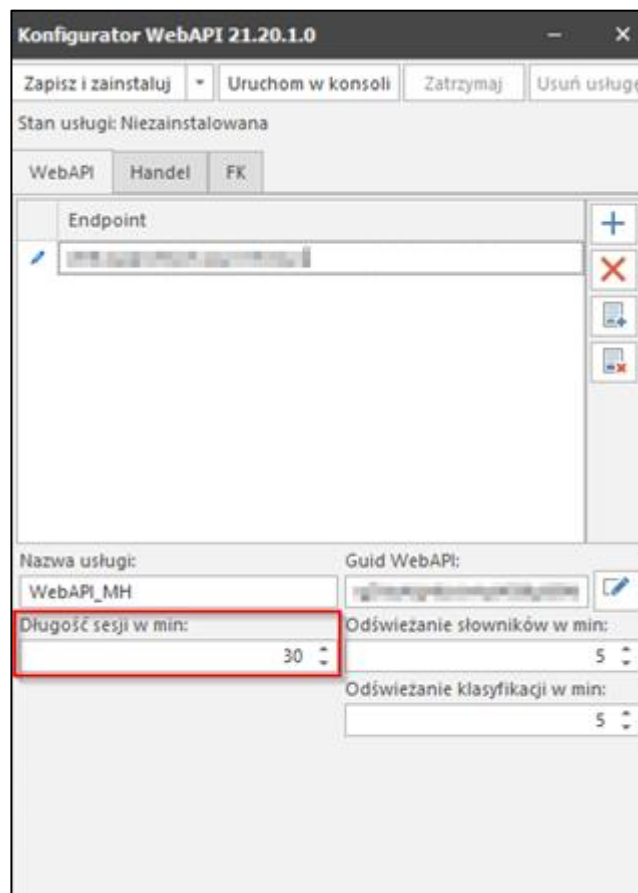 Konfigurator WebAPI 21.20.1.0
Zapisz i zainstaluj Uruchom w konsoli Zatrzymaj Usuń usługę
Stan usługi: Niezainstalowana
WebAPI Handel FK
Endpoint
Nazwa usługi: Guid WebAPI:
WebAPI_MH
Długość sesji w min: Odświeżanie słowników w min:
30 5
Odświeżanie klasyfikacji w min:
5